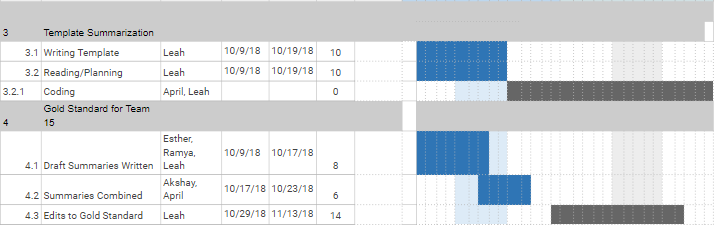 3 Template Summarization
3.1 Writing Template Leah 10/9/18 10/19/18 10
3.2 Reading/Planning Leah 10/9/18 10/19/18 10
3.2.1 Coding April, Leah 0
4 Gold Standard for Team
15
4.1 Draft Summaries Written Esther,
Ramya,
Leah 10/9/18 10/17/18 8
4.2 Summaries Combined Akshay,
April 10/17/18 10/23/18 6
4.3 Edits to Gold Standard Leah 10/29/18 11/13/18 14